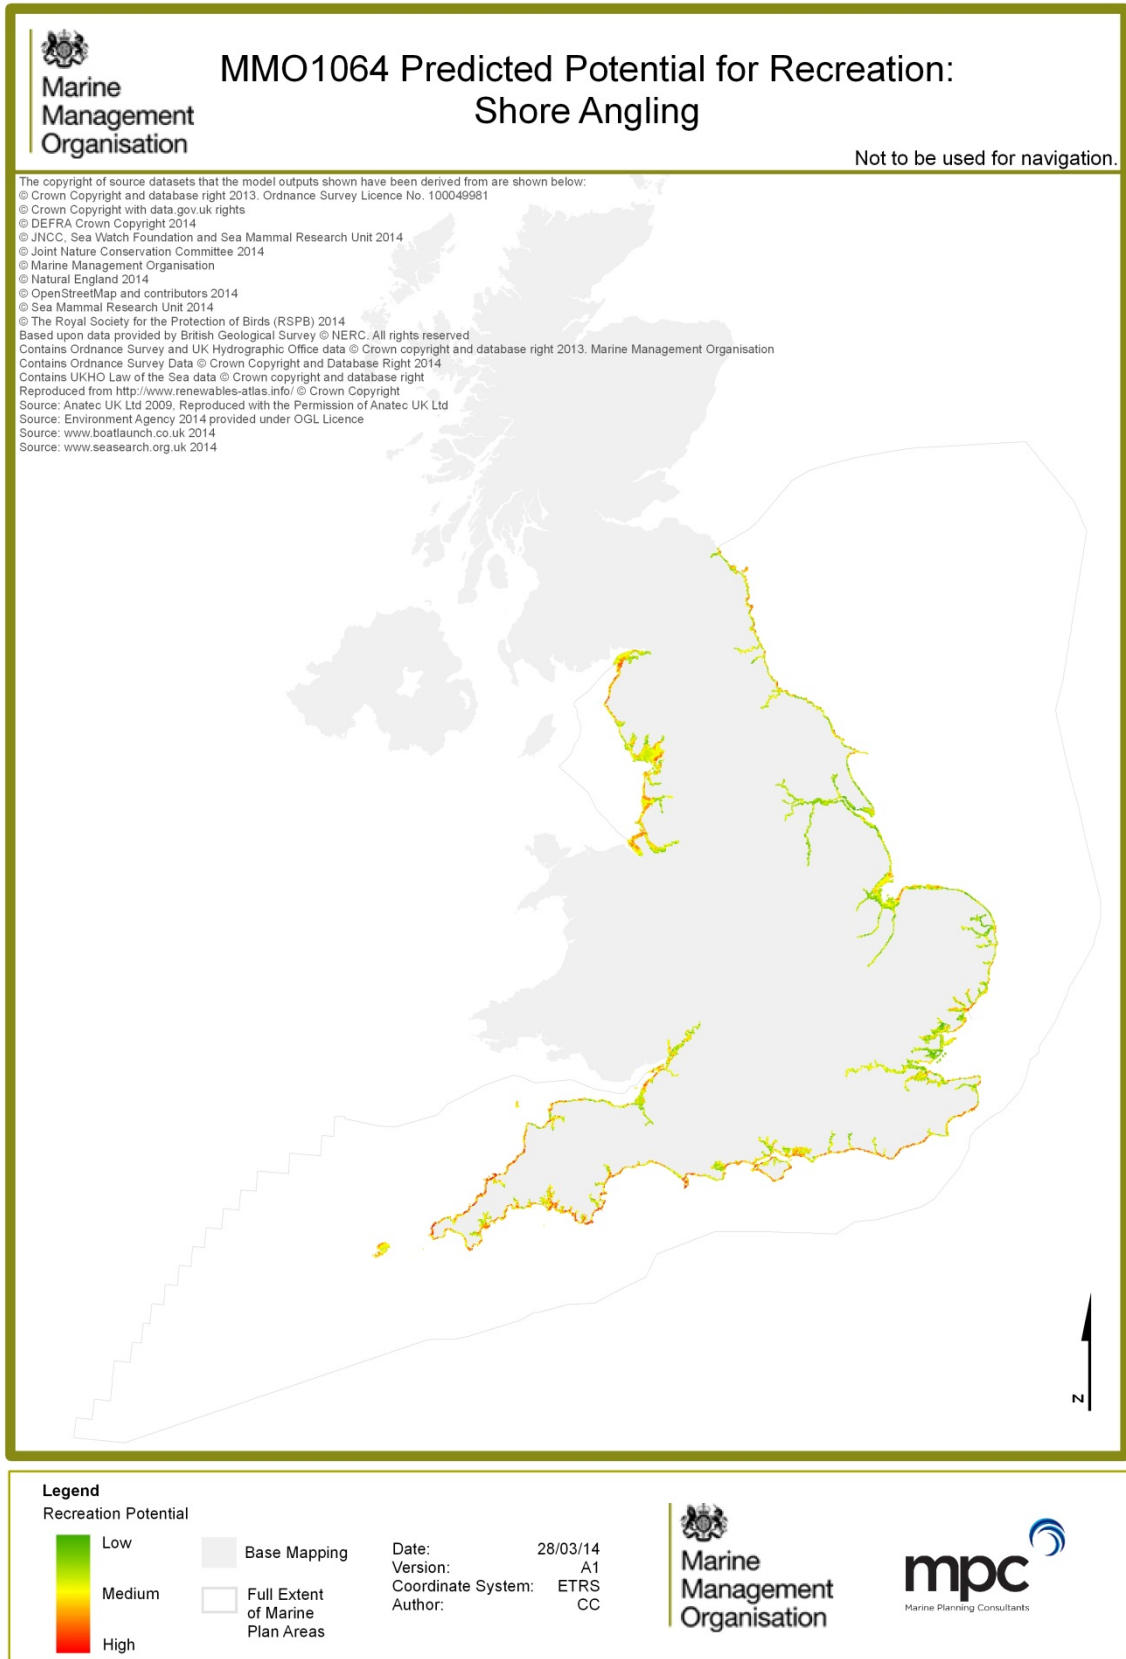 Marine
Management
Organisation
MMO1064 Predicted Potential for Recreation:
Shore Angling
Not to be used for navigation.
The copyright of source datasets that the model outputs shown have been derived from are shown below:
© Crown Copyright and database right 2013. Ordnance Survey Licence No. 100049981
© Crown Copyright with data.gov.uk rights
© DEFRA Crown Copyright 2014
© JNCC, Sea Watch Foundation and Sea Mammal Research Unit 2014
© Joint Nature Conservation Committee 2014
© Marine Management Organisation
© Natural England 2014
© OpenStreetMap and contributors 2014
© Sea Mammal Research Unit 2014
© The Royal Society for the Protection of Birds (RSPB) 2014
Based upon data provided by British Geological Survey © NERC. All rights reserved
Contains Ordnance Survey and UK Hydrographic Office data © Crown copyright and database right 2013. Marine Management Organisation
Contains Ordnance Survey Data © Crown Copyright and Database Right 2014
Contains UKHO Law of the Sea data © Crown copyright and database right
Reproduced from http://www.renewables-atlas.info/ © Crown Copyright
Source: Anatec UK Ltd 2009, Reproduced with the Permission of Anatec UK Ltd
Source: Environment Agency 2014 provided under OGL Licence
Source: www.boatlaunch.co.uk 2014
Source: www.seasearch.org.uk 2014
N
Legend
Recreation Potential
Low
Medium
High
Base Mapping
Full Extent
of Marine
Plan Areas
Date: 28/03/14
Version: A1
Coordinate System: ETRS
Author: CC
Marine
Management
Organisation
mpc
Marine Planning Consultants